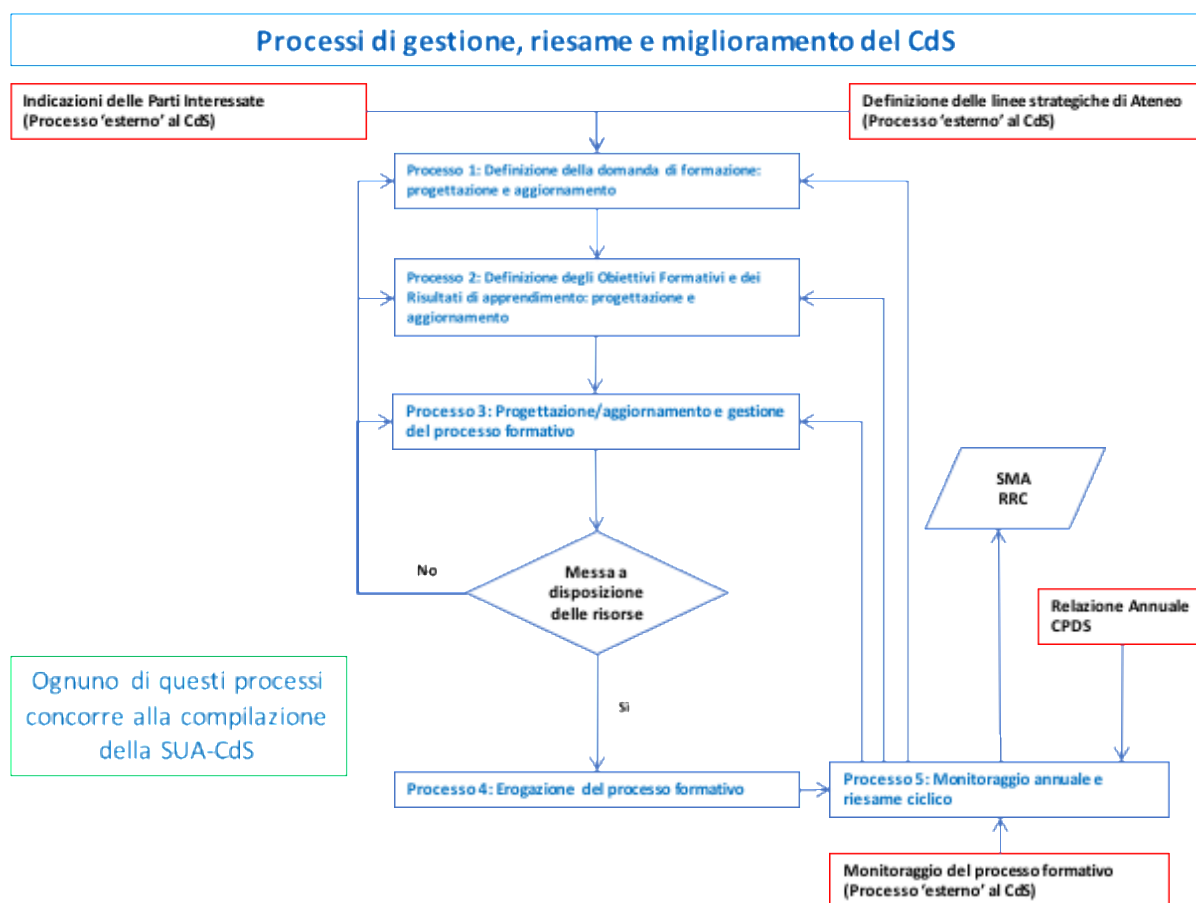 Processi di gestione, riesame e miglioramento del CdS
Indicazioni delle Parti Interessate
(Processo 'esterno' al CdS)
Definizione delle linee strategiche di Ateneo
(Processo 'esterno' al CdS)
Processo 1: Definizione della domanda di formazione:
progettazione e aggiornamento
Processo 2: Definizione degli Obiettivi Formativi e dei
Risultati di apprendimento: progettazione e
aggiornamento
Processo 3: Progettazione/aggiornamento e gestione
del processo formativo
SMA
RRC
No
Messa a
disposizione
delle risorse
Relazione Annuale
CPDS
Ognuno di questi processi
concorre alla compilazione
della SUA-CdS
Sì
Processo 4: Erogazione del processo formativo
Processo 5: Monitoraggio annuale e
riesame ciclico
Monitoraggio del processo formativo
(Processo 'esterno' al CdS)